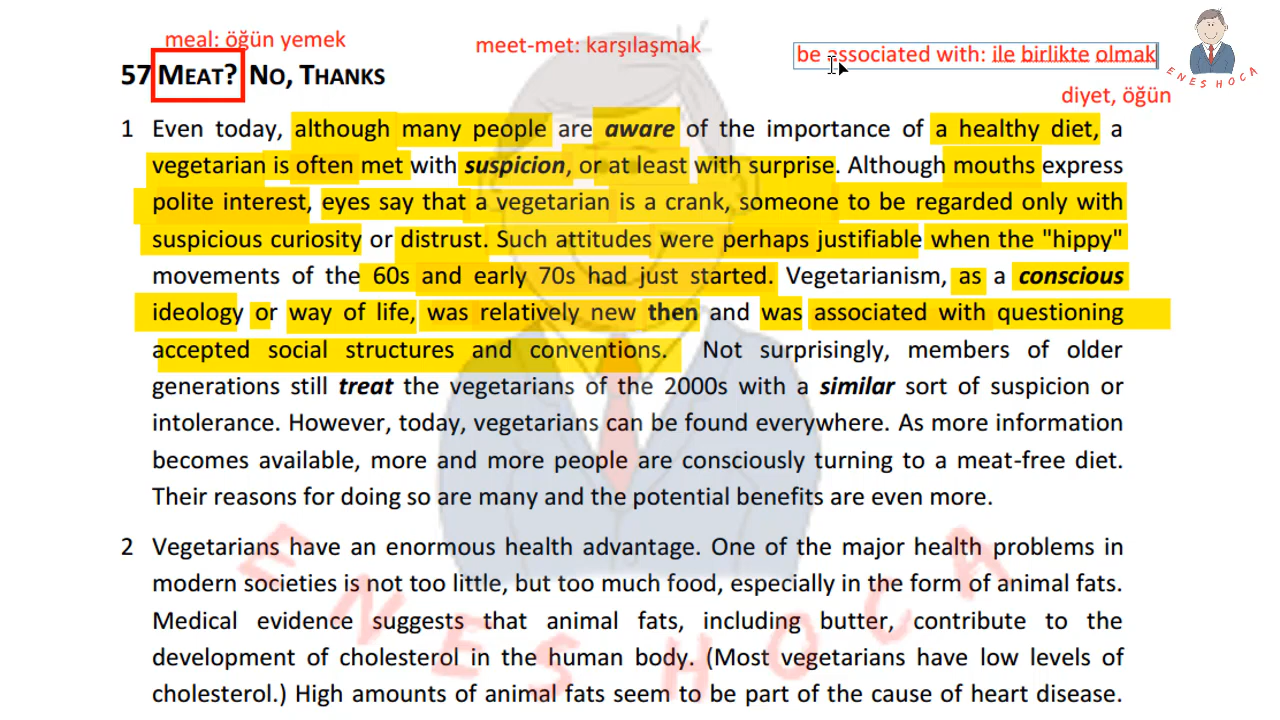 meal: öğün yemek
meet-met: karşılaşmak
be associated with: ile birlikte olmak
ENES HOCA
57 MEAT? NO, THANKS
diyet, öğün
1 Even today, although many people are aware of the importance of a healthy diet, a
vegetarian is often met with suspicion, or at least with surprise. Although mouths express
polite interest, eyes say that a vegetarian is a crank, someone to be regarded only with
suspicious curiosity or distrust. Such attitudes were perhaps justifiable when the "hippy"
movements of the 60s and early 70s had just started. Vegetarianism, as a conscious
ideology or way of life, was relatively new then and was associated with questioning
accepted social structures and conventions. Not surprisingly, members of older
generations still treat the vegetarians of the 2000s with a similar sort of suspicion or
intolerance. However, today, vegetarians can be found everywhere. As more information
becomes available, more and more people are consciously turning to a meat-free diet.
Their reasons for doing so are many and the potential benefits are even more.
2 Vegetarians have an enormous health advantage. One of the major health problems in
modern societies is not too little, but too much food, especially in the form of animal fats.
Medical evidence suggests that animal fats, including butter, contribute to the
development of cholesterol in the human body. (Most vegetarians have low levels of
cholesterol.) High amounts of animal fats seem to be part of the cause of heart disease.
ENES HOCA